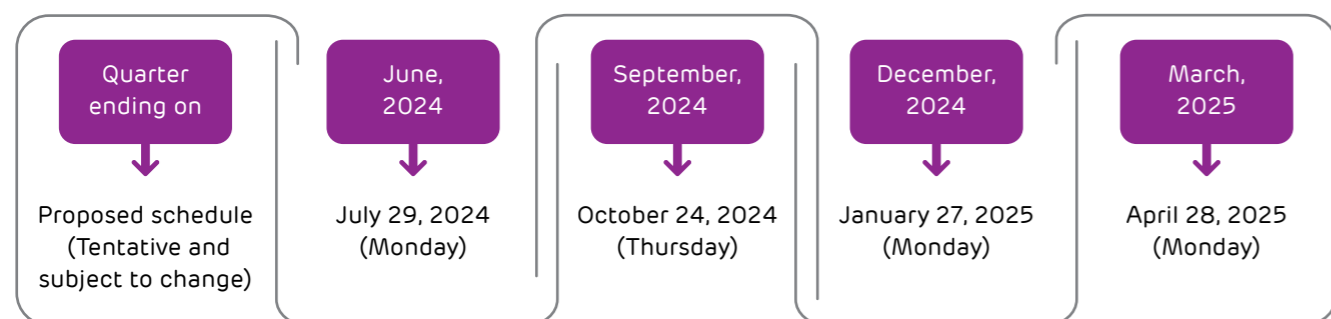 Quarter
ending on
June,
2024
September,
2024
December,
2024
March,
2025
Proposed schedule
(Tentative and
subject to change)
July 29, 2024
(Monday)
October 24, 2024
(Thursday)
January 27, 2025
(Monday)
April 28, 2025
(Monday)